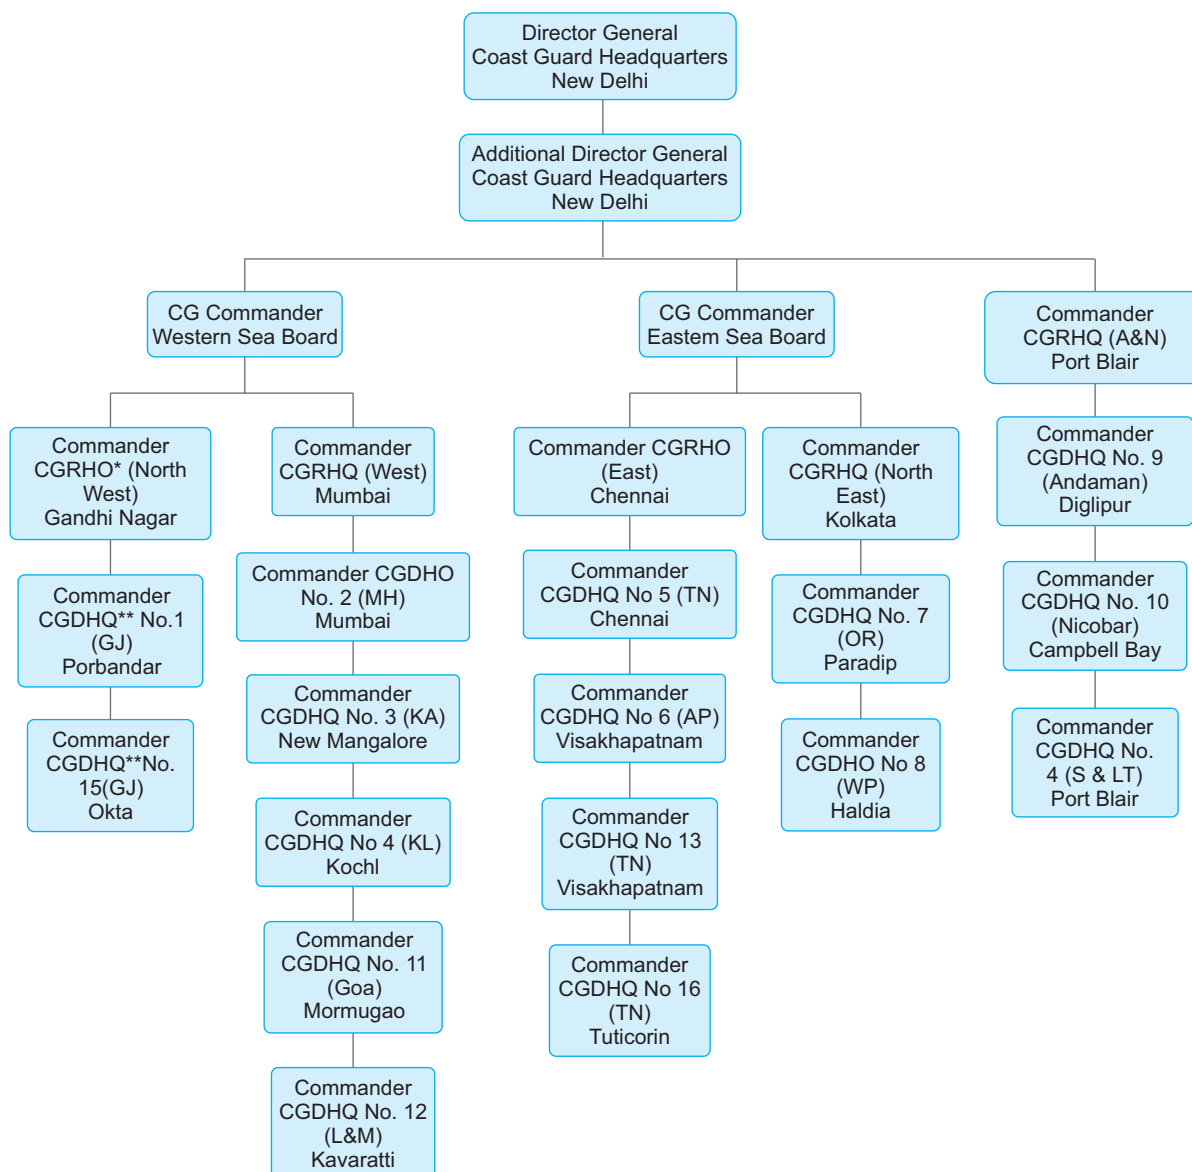 Director General
Coast Guard Headquarters
New Delhi
Additional Director General
Coast Guard Headquarters
New Delhi
CG Commander
Western Sea Board
CG Commander
Eastem Sea Board
Commander
CGRHQ (A&N)
Port Blair
Commander
CGRHO* (North
West)
Gandhi Nagar
Commander
CGDHQ** No.1
(GJ)
Porbandar
Commander
CGDHQ**No.
15(GJ)
Okta
Commander
CGRHQ (West)
Mumbai
Commander CGDHO
No. 2 (MH)
Mumbai
Commander
CGDHQ No. 3 (KA)
New Mangalore
Commander
CGDHQ No 4 (KL)
Kochl
Commander
CGDHQ No. 11
(Goa)
Mormugao
Commander
CGDHQ No. 12
(L&M)
Kavaratti
Commander CGRHO
(East)
Chennai
Commander
CGDHQ No 5 (TN)
Chennai
Commander
CGDHQ No 6 (AP)
Visakhapatnam
Commander
CGDHQ No 13
(TN)
Visakhapatnam
Commander
CGDHQ No 16
(TN)
Tuticorin
Commander
CGRHQ (North
East)
Kolkata
Commander
CGDHQ No. 7
(OR)
Paradip
Commander
CGDHO No 8
(WP)
Haldia
Commander
CGDHQ No. 9
(Andaman)
Diglipur
Commander
CGDHQ No. 10
(Nicobar)
Campbell Bay
Commander
CGDHQ No.
4 (S & LT)
Port Blair